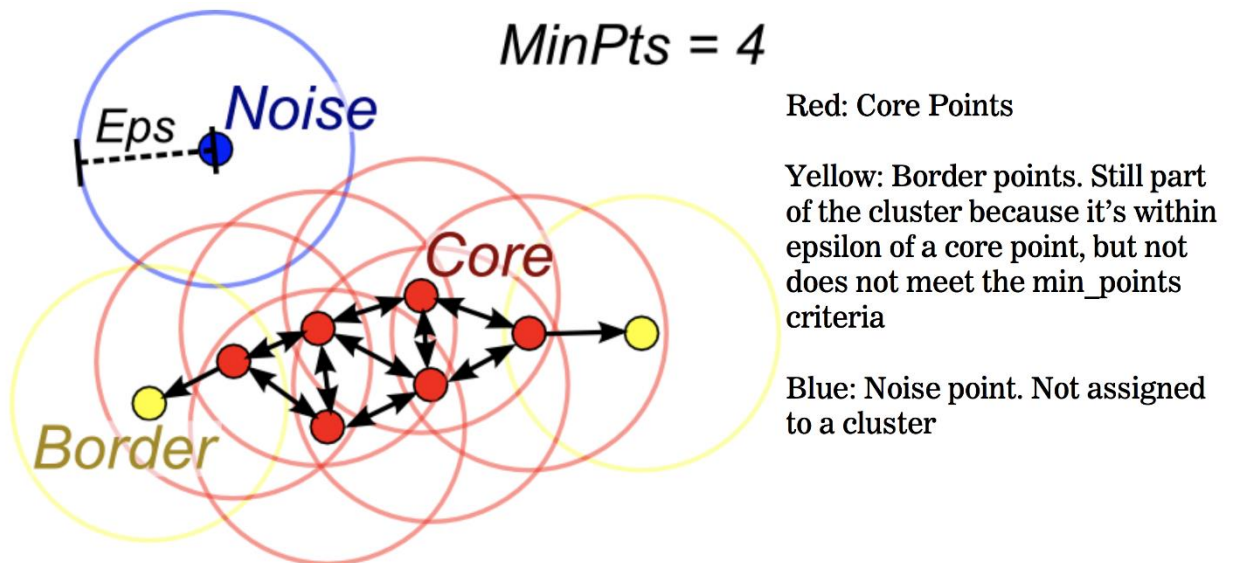 MinPts = 4
Noise
Eps
Core
Border
Red: Core Points
Yellow: Border points. Still part
of the cluster because it’s within
epsilon of a core point, but not
does not meet the min_points
criteria
Blue: Noise point. Not assigned
to a cluster